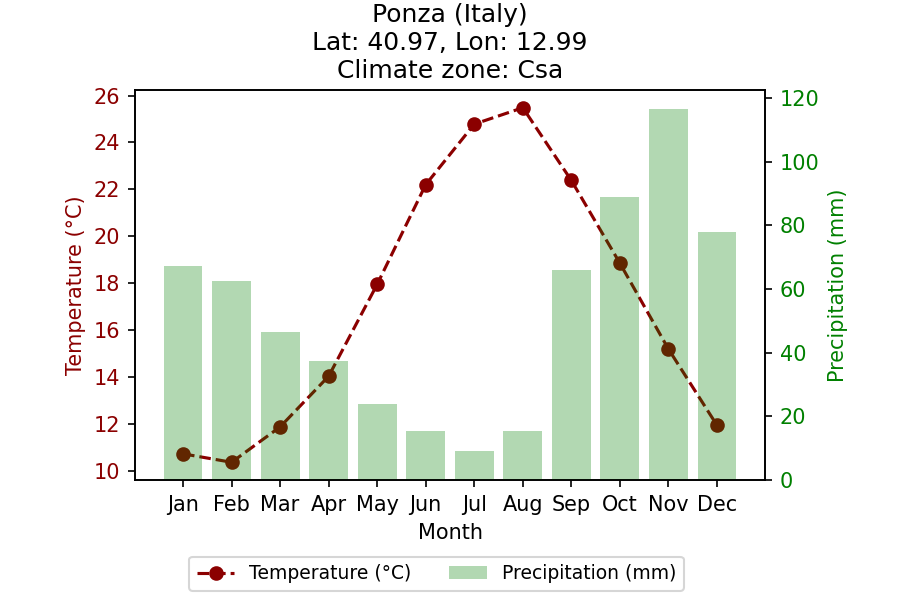 Ponza (Italy)
Lat: 40.97, Lon: 12.99
Climate zone: Csa
26
24
22
20
18
16
14
12
10
Temperature (°C)
120
100
80
60
40
20
0
Precipitation (mm)
Jan Feb Mar Apr May Jun Jul Aug Sep Oct Nov Dec
Month
Temperature (°C) Precipitation (mm)